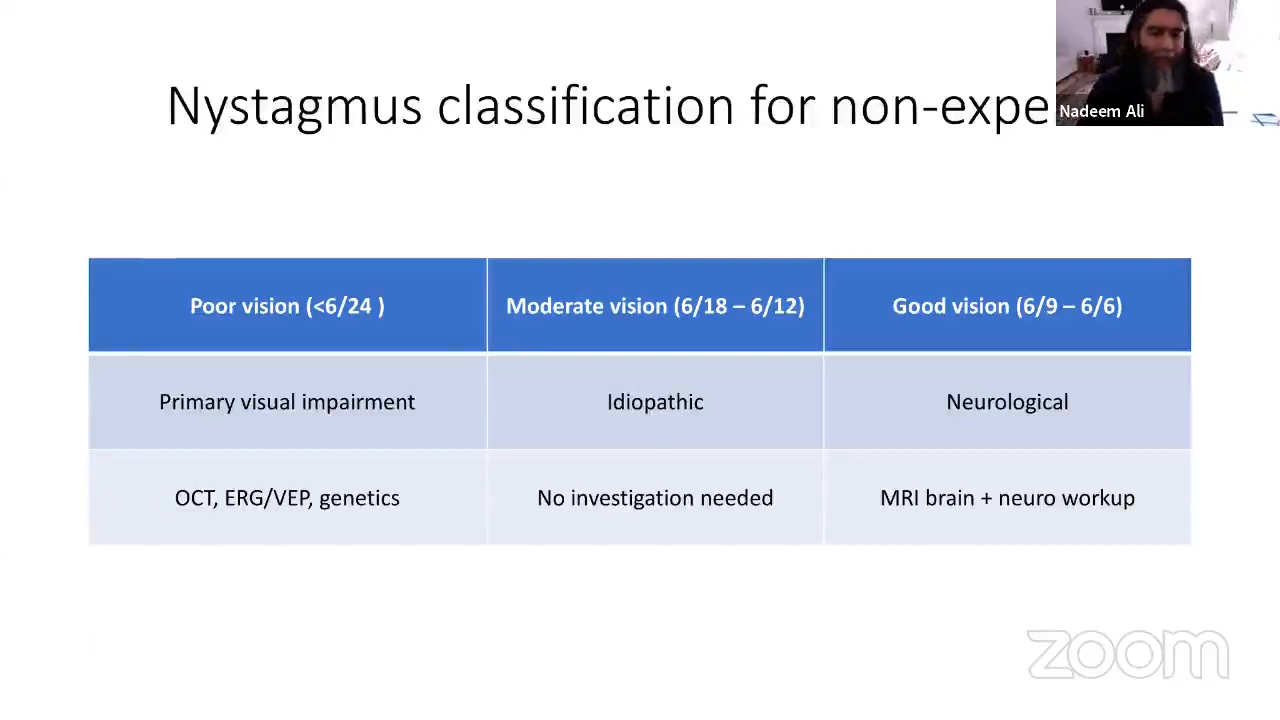 Nystagmus classification for non-expe
Nadeem Ali
Poor vision (<6/24 )
Moderate vision (6/18 – 6/12)
Good vision (6/9 – 6/6)
Primary visual impairment
Idiopathic
Neurological
OCT, ERG/VEP, genetics
No investigation needed
MRI brain + neuro workup
zoom